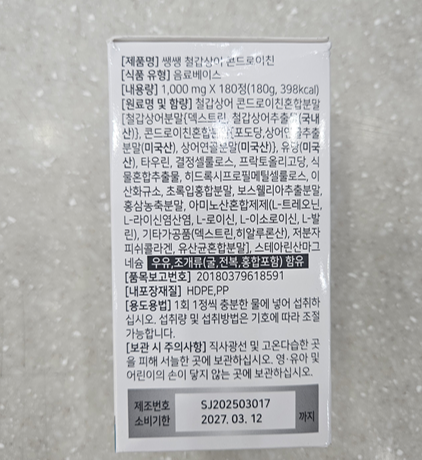 [제품명] 쌩쌩 철갑상어 콘드로이친
[식품 유형] 음료베이스
[내용량] 1,000 mg X 180정(180g, 398kcal)
[원료명 및 함량] 철갑상어 콘드로이친혼합분말
{철갑상어분말[덱스트린, 철갑상어추출물(국내
산)], 콘드로이친혼합분말[포도당,상어연골추출
분말(미국산), 상어연골분말(미국산)], 유당(미국
산), 타우린, 결정셀룰로스, 프락토올리고당, 식
물혼합추출물, 히드록시프로필메틸셀룰로스, 이
산화규소, 초록입홍합분말, 보스웰리아추출분말,
홍삼농축분말, 아미노산혼합제제(L-트레오닌,
L-라이신염산염, L-로이신, L-이소로이신, L-발
린), 기타가공품(덱스트린,히알루론산), 저분자
피쉬콜라겐, 유산균혼합분말}, 스테아린산마그
네슘 우유,조개류(굴,전복,홍합포함) 함유
[품목보고번호] 20180379618591
[내포장재질] HDPE,PP
[용도용법] 1회 1정씩 충분한 물에 넣어 섭취하
십시오. 섭취량 및 섭취방법은 기호에 따라 조절
가능합니다.
[보관 시 주의사항] 직사광선 및 고온다습한 곳
을 피해 서늘한 곳에 보관하십시오. 영·유아 및
어린이의 손이 닿지 않는 곳에 보관하십시오.
제조번호 SJ202503017
소비기한 2027. 03. 12 까지